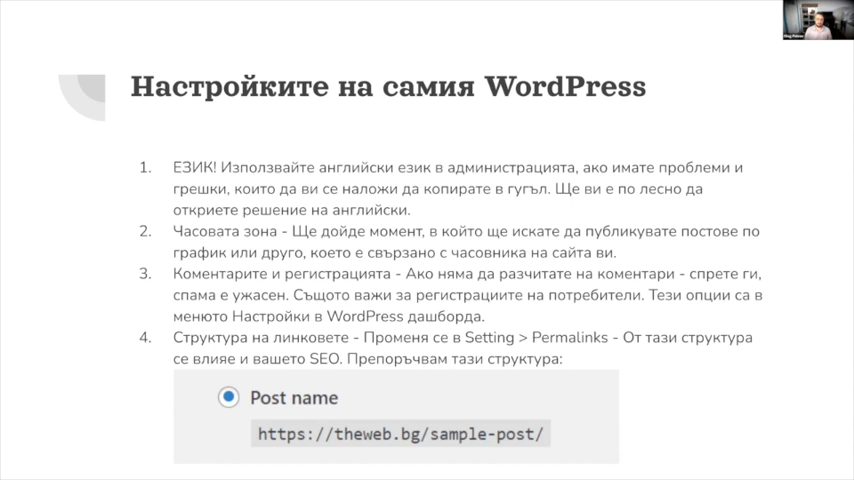 Настройките на самия WordPress
1. ЕЗИК! Използвайте английски език в администрацията, ако имате проблеми и
грешки, които да ви се наложи да копирате в гугъл. Ще ви е по лесно да
откриете решение на английски.
2. Часовата зона - Ще дойде момент, в който ще искате да публикувате постове по
график или друго, което е свързано с часовника на сайта ви.
3. Коментарите и регистрацията - Ако няма да разчитате на коментари - спрете ги,
спама е ужасен. Същото важи за регистрациите на потребители. Тези опции са в
менюто Настройки в WordPress дашборда.
4. Структура на линковете - Променя се в Setting > Permalinks - От тази структура
се влияе и вашето SEO. Препоръчвам тази структура:
Post name
https://theweb.bg/sample-post/